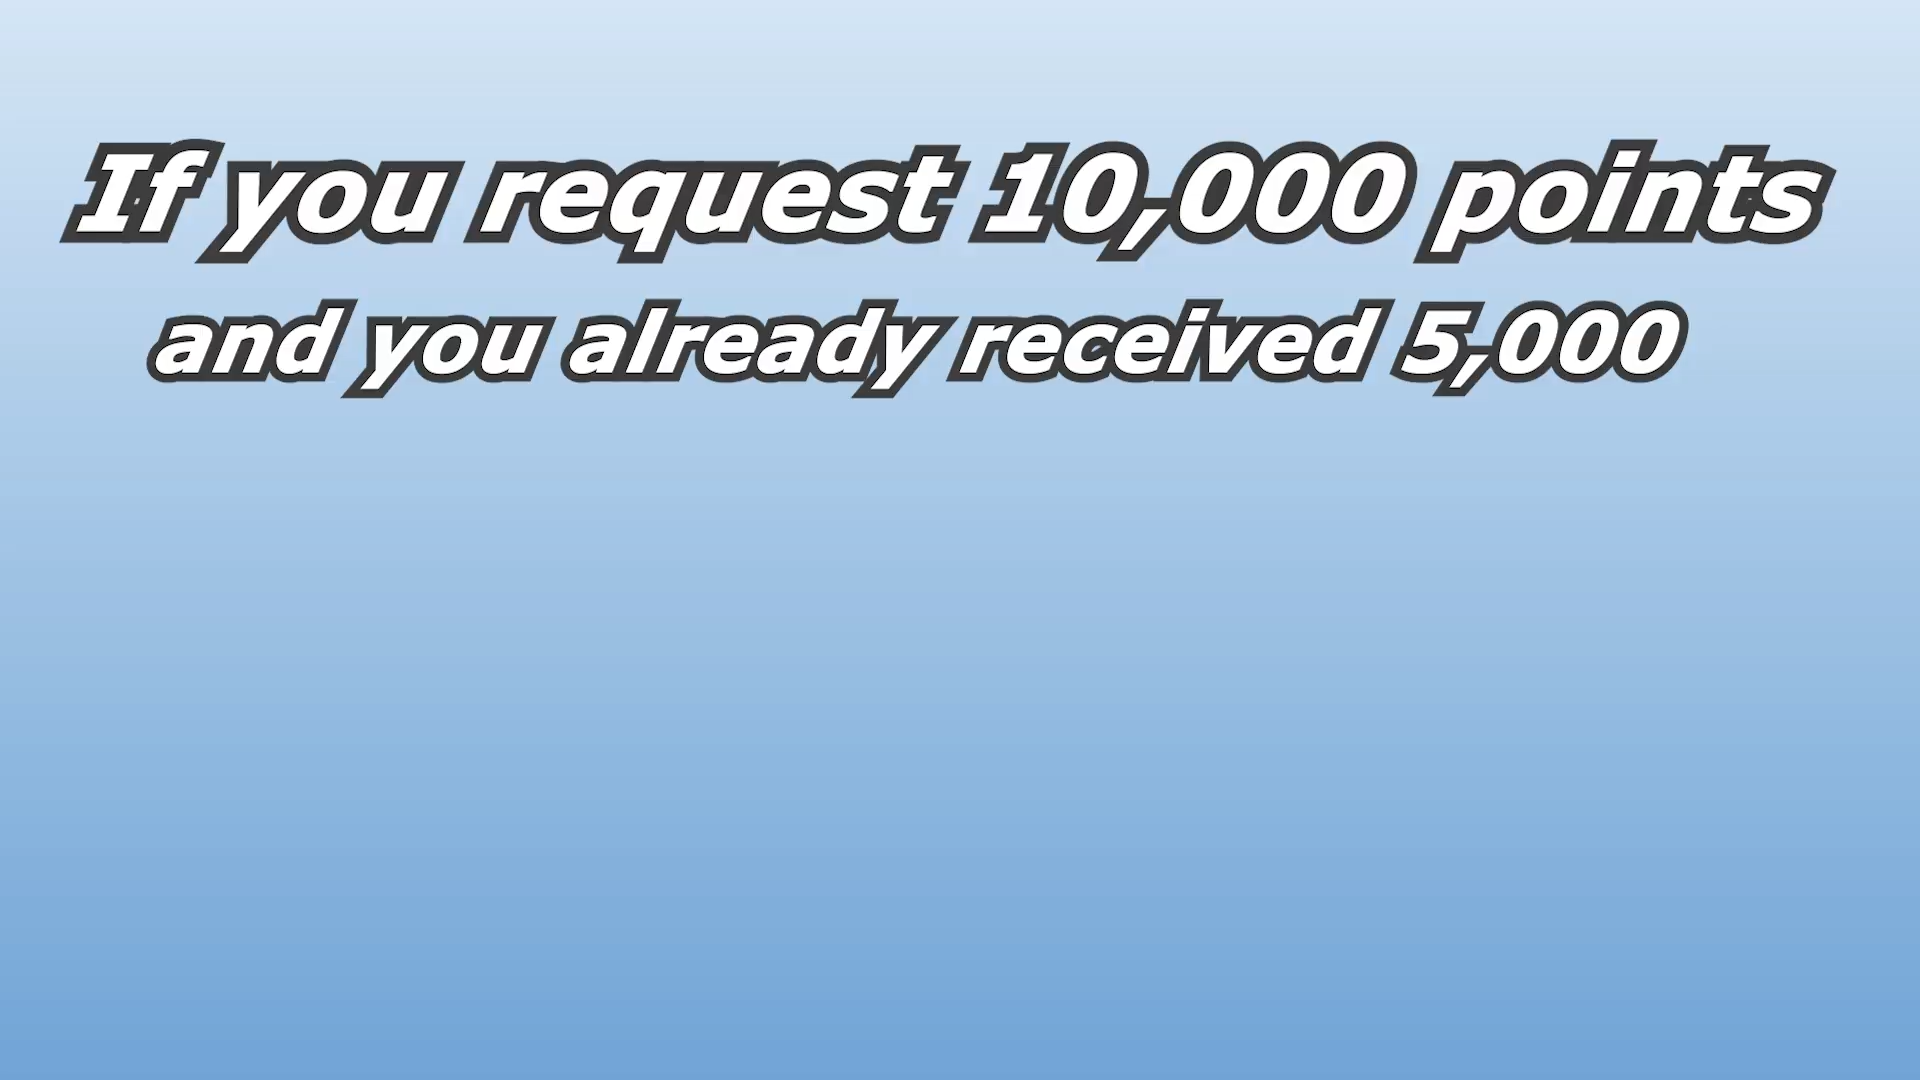 If you request 10,000 points
and you already received 5,000